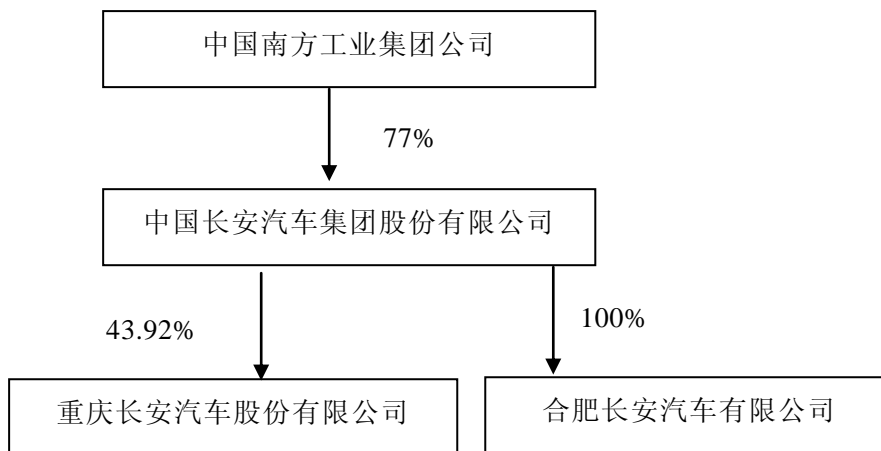 中国南方工业集团公司
77%
中国长安汽车集团股份有限公司
43.92%
100%
重庆长安汽车股份有限公司
合肥长安汽车有限公司